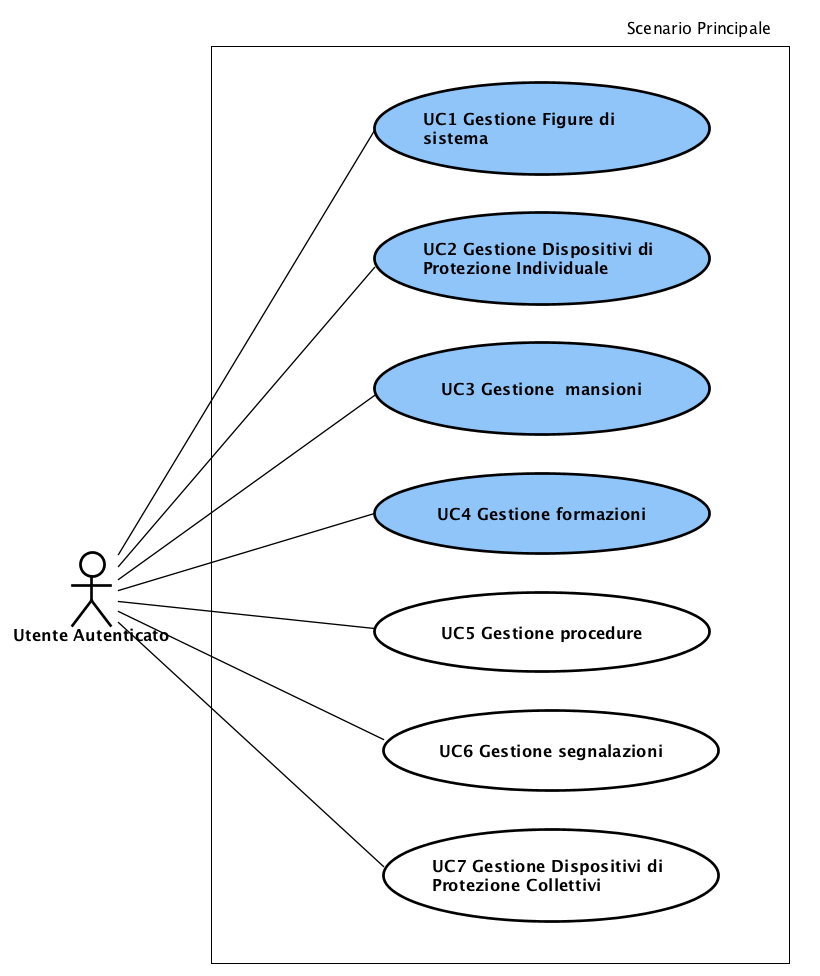 Scenario Principale
UC1 Gestione Figure di
sistema
UC2 Gestione Dispositivi di
Protezione Individuale
UC3 Gestione  mansioni
UC4 Gestione formazioni
Utente Autenticato
UC5 Gestione procedure
UC6 Gestione segnalazioni
UC7 Gestione Dispositivi di
Protezione Collettivi